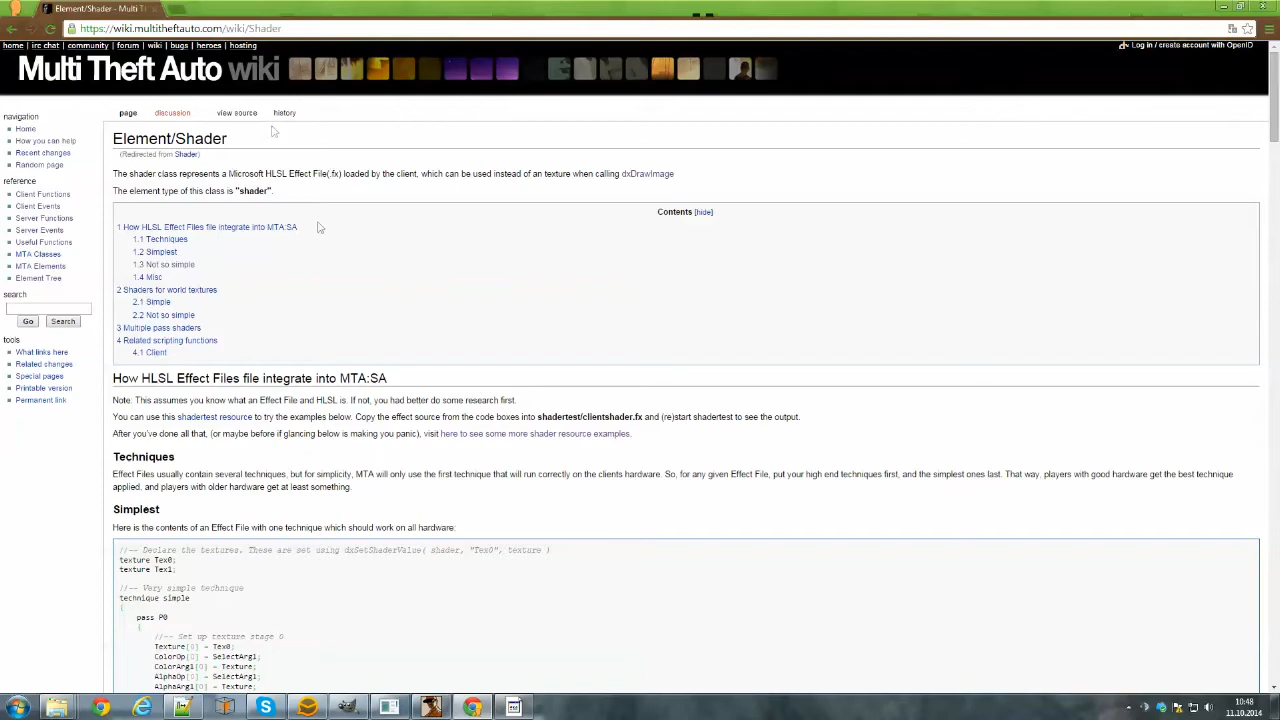 Element/Shader - Multi Th
https://wiki.multitheftauto.com/wiki/Shader
home | irc chat | community | forum | wiki | bugs | heroes | hosting
Log in / create account with OpenID
Multi Theft Auto wiki
page discussion view source history
navigation
Home
How you can help
Recent changes
Random page
reference
Client Functions
Client Events
Server Functions
Server Events
Useful Functions
MTA Classes
MTA Elements
Element Tree
search
Go Search
tools
What links here
Related changes
Special pages
Printable version
Permanent link
Element/Shader
(Redirected from Shader)
The shader class represents a Microsoft HLSL Effect File(.fx) loaded by the client, which can be used instead of an texture when calling dxDrawImage
The element type of this class is "shader".
Contents [hide]
1 How HLSL Effect Files file integrate into MTA:SA
1.1 Techniques
1.2 Simplest
1.3 Not so simple
1.4 Misc
2 Shaders for world textures
2.1 Simple
2.2 Not so simple
3 Multiple pass shaders
4 Related scripting functions
4.1 Client
How HLSL Effect Files file integrate into MTA:SA
Note: This assumes you know what an Effect File and HLSL is. If not, you had better do some research first.
You can use this shadertest resource to try the examples below. Copy the effect source from the code boxes into shadertest/clientshader.fx and (re)start shadertest to see the output.
After you've done all that, (or maybe before if glancing below is making you panic), visit here to see some more shader resource examples.
Techniques
Effect Files usually contain several techniques, but for simplicity, MTA will only use the first technique that will run correctly on the clients hardware. So, for any given Effect File, put your high end techniques first, and the simplest ones last. That way, players with good hardware get the best technique
applied, and players with older hardware get at least something.
Simplest
Here is the contents of an Effect File with one technique which should work on all hardware:
//-- Declare the textures. These are set using dxSetShaderValue( shader, "Tex0", texture )
texture Tex0;
texture Tex1;
//-- Very simple technique
technique simple
{
pass P0
{
//-- Set up texture stage 0
Texture[0] = Tex0;
ColorOp[0] = SelectArg1;
ColorArg1[0] = Texture;
AlphaOp[0] = SelectArg1;
AlphaArg1[0] = Texture;
10:48
11.10.2014